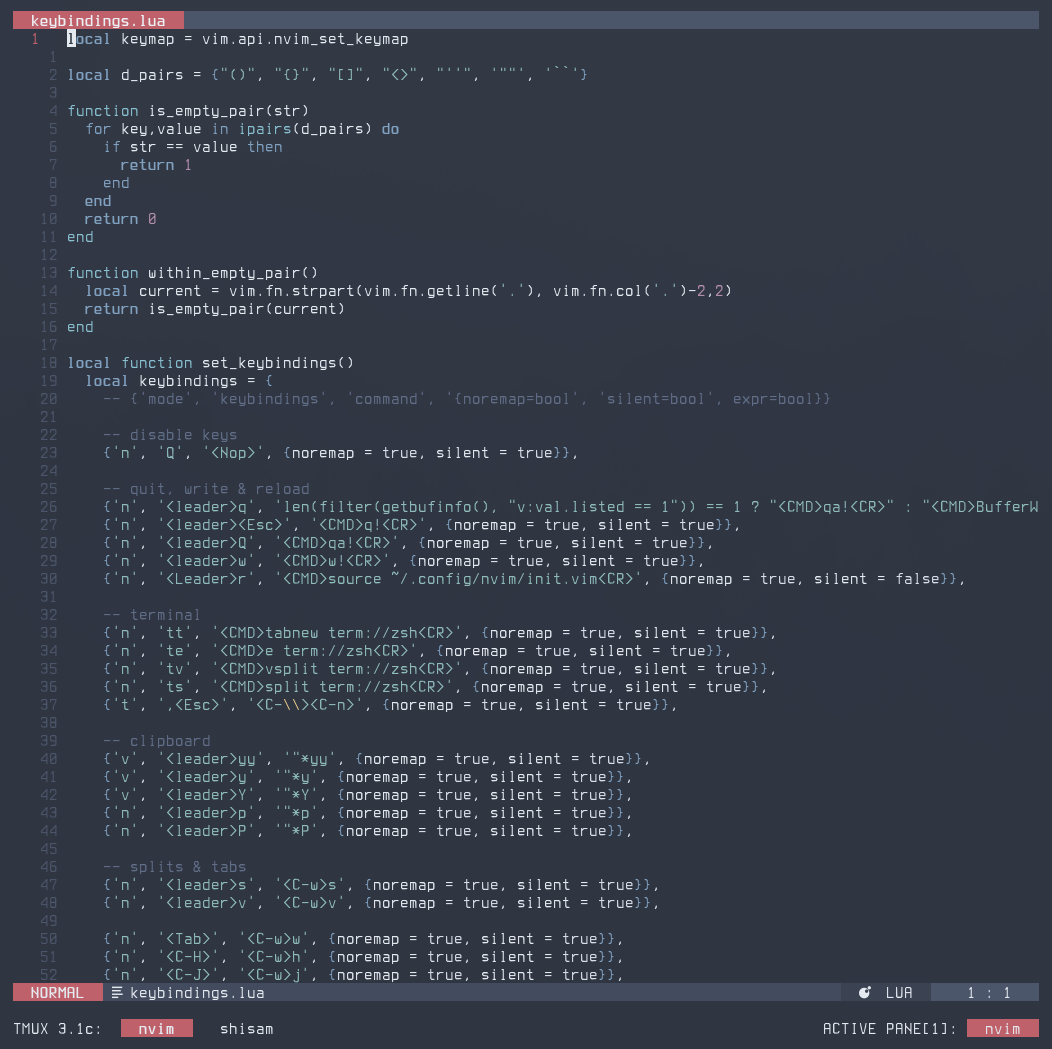 keybindings.lua
1 local keymap = vim.api.nvim_set_keymap
1
2 local d_pairs = {"()", "{}", "[]", "<>", "''", '""', '``'}
3
4 function is_empty_pair(str)
5 for key,value in ipairs(d_pairs) do
6 if str == value then
7 return 1
8 end
9 end
10 return 0
11 end
12
13 function within_empty_pair()
14 local current = vim.fn.strpart(vim.fn.getline('.'), vim.fn.col('.')-2,2)
15 return is_empty_pair(current)
16 end
17
18 local function set_keybindings()
19 local keybindings = {
20 -- {'mode', 'keybindings', 'command', '{noremap=bool', 'silent=bool', expr=bool}}
21
22 -- disable keys
23 {'n', 'Q', '<Nop>', {noremap = true, silent = true}},
24
25 -- quit, write & reload
26 {'n', '<leader>q', 'len(filter(getbufinfo(), "v:val.listed == 1")) == 1 ? "<CMD>qa!<CR>" : "<CMD>BufferW
27 {'n', '<leader><Esc>', '<CMD>q!<CR>', {noremap = true, silent = true}},
28 {'n', '<leader>Q', '<CMD>qa!<CR>', {noremap = true, silent = true}},
29 {'n', '<leader>w', '<CMD>w!<CR>', {noremap = true, silent = true}},
30 {'n', '<Leader>r', '<CMD>source ~/.config/nvim/init.vim<CR>', {noremap = true, silent = false}},
31
32 -- terminal
33 {'n', 'tt', '<CMD>tabnew term://zsh<CR>', {noremap = true, silent = true}},
34 {'n', 'te', '<CMD>e term://zsh<CR>', {noremap = true, silent = true}},
35 {'n', 'tv', '<CMD>vsplit term://zsh<CR>', {noremap = true, silent = true}},
36 {'n', 'ts', '<CMD>split term://zsh<CR>', {noremap = true, silent = true}},
37 {'t', ',<Esc>', '<C-\\><C-n>', {noremap = true, silent = true}},
38
39 -- clipboard
40 {'v', '<leader>yy', '"*yy', {noremap = true, silent = true}},
41 {'v', '<leader>y', '"*y', {noremap = true, silent = true}},
42 {'v', '<leader>Y', '"*Y', {noremap = true, silent = true}},
43 {'n', '<leader>p', '"*p', {noremap = true, silent = true}},
44 {'n', '<leader>P', '"*P', {noremap = true, silent = true}},
45
46 -- splits & tabs
47 {'n', '<leader>s', '<C-w>s', {noremap = true, silent = true}},
48 {'n', '<leader>v', '<C-w>v', {noremap = true, silent = true}},
49
50 {'n', '<Tab>', '<C-w>w', {noremap = true, silent = true}},
51 {'n', '<C-H>', '<C-w>h', {noremap = true, silent = true}},
52 {'n', '<C-J>', '<C-w>j', {noremap = true, silent = true}},
NORMAL keybindings.lua LUA 1 : 1
TMUX 3.1c: nvim shisam ACTIVE PANE[1]: nvim